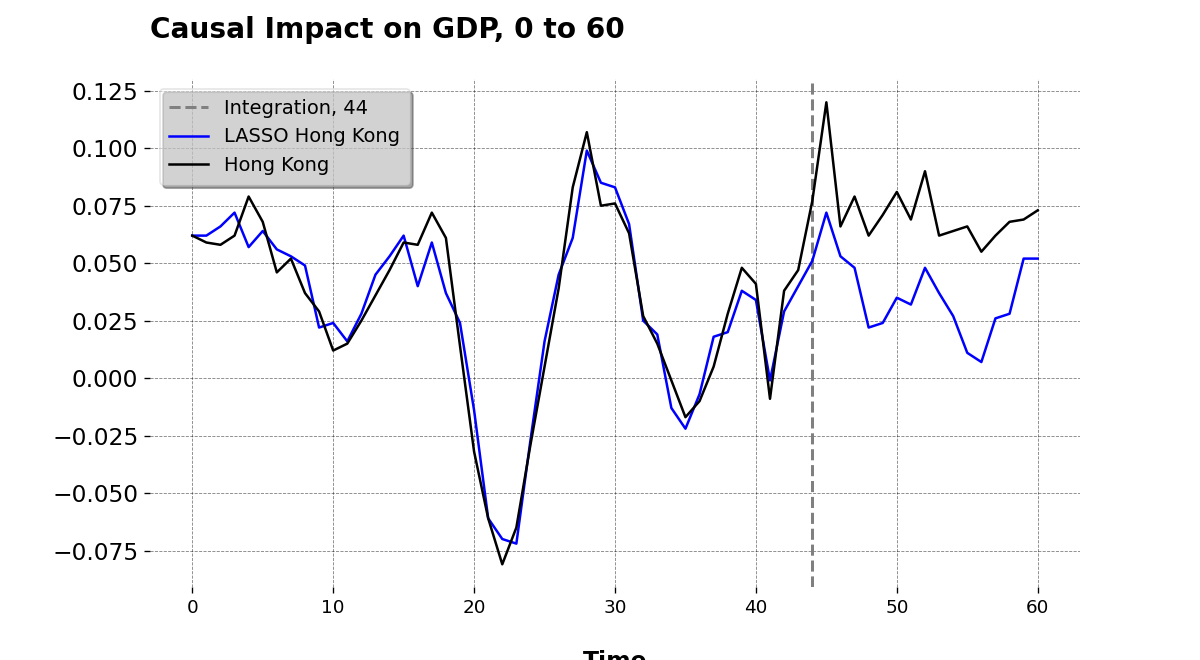 Causal Impact on GDP, 0 to 60
0.125
0.100
0.075
0.050
0.025
0.000
−0.025
−0.050
−0.075
Integration, 44
LASSO Hong Kong
Hong Kong
0 10 20 30 40 50 60
Time